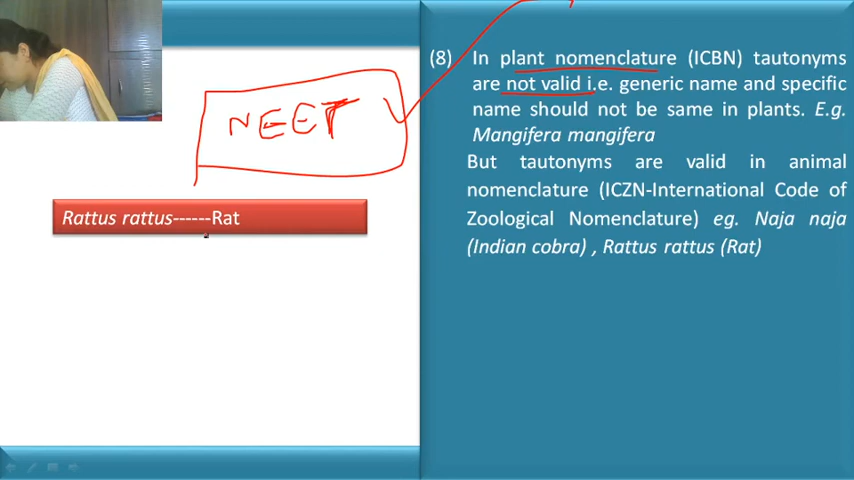 NEET
Rattus rattus------Rat
(8) In plant nomenclature (ICBN) tautonyms
are not valid i.e. generic name and specific
name should not be same in plants. E.g.
Mangifera mangifera
But tautonyms are valid in animal
nomenclature (ICZN-International Code of
Zoological Nomenclature) eg. Naja naja
(Indian cobra) , Rattus rattus (Rat)